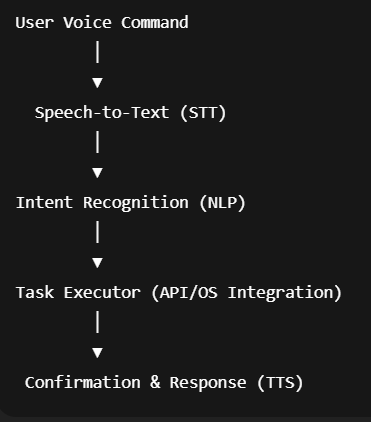 User Voice Command
│
▼
Speech-to-Text (STT)
│
▼
Intent Recognition (NLP)
│
▼
Task Executor (API/OS Integration)
│
▼
Confirmation & Response (TTS)